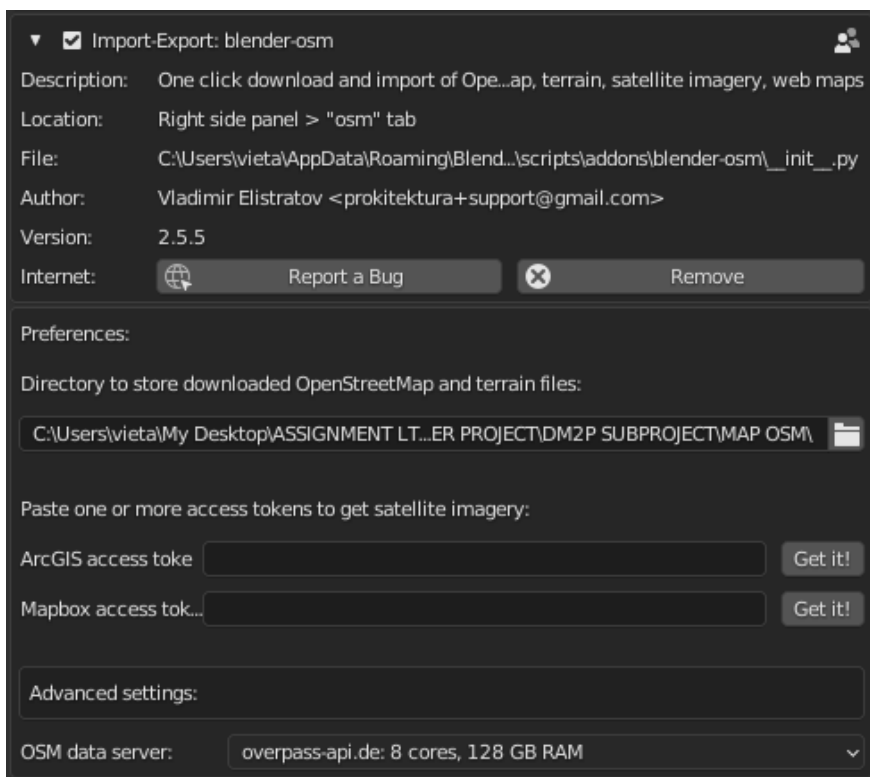 Import-Export: blender-osm
Description: One click download and import of Ope...ap, terrain, satellite imagery, web maps
Location: Right side panel > "osm" tab
File: C:\Users\vieta\AppData\Roaming\Blend...\scripts\addons\blender-osm\__init__.py
Author: Vladimir Elistratov <prokitektura+support@gmail.com>
Version: 2.5.5
Internet: Report a Bug Remove
Preferences:
Directory to store downloaded OpenStreetMap and terrain files:
C:\Users\vieta\My Desktop\ASSIGNMENT LT...ER PROJECT\DM2P SUBPROJECT\MAP OSM\
Paste one or more access tokens to get satellite imagery:
ArcGIS access toke Get it!
Mapbox access tok... Get it!
Advanced settings:
OSM data server: overpass-api.de: 8 cores, 128 GB RAM